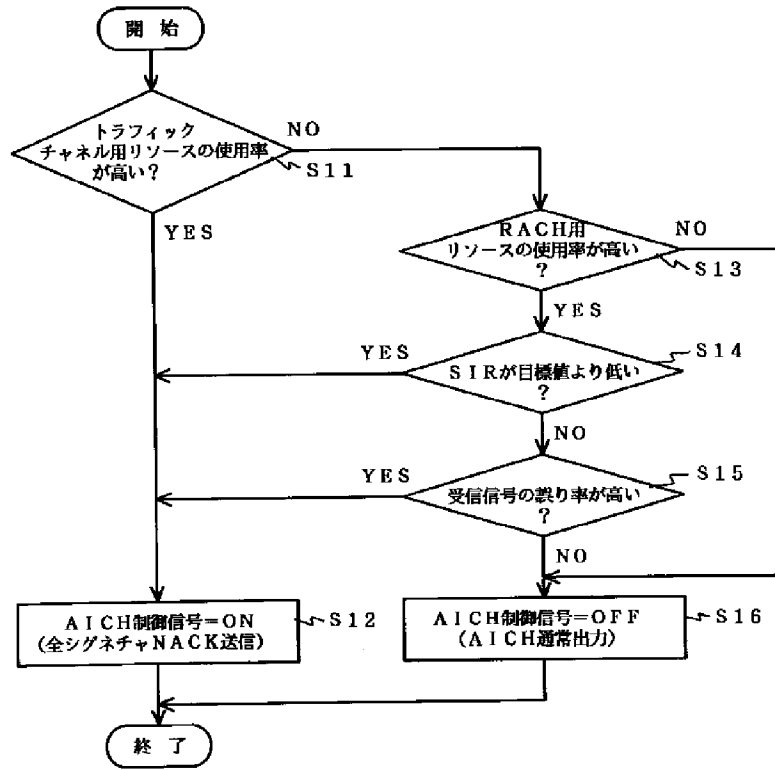 開 始
トラフィック
チャネル用リソースの使用率
が高い?
NO
S11
YES
RACH用
リソースの使用率が高い
?
NO
S13
YES
SIRが目標値より低い
?
YES
S14
NO
受信信号の誤り率が高い
?
YES
S15
NO
AICH制御信号=ON
(全シグネチャNACK送信)
S12
AICH制御信号=OFF
(AICH通常出力)
S16
終 了